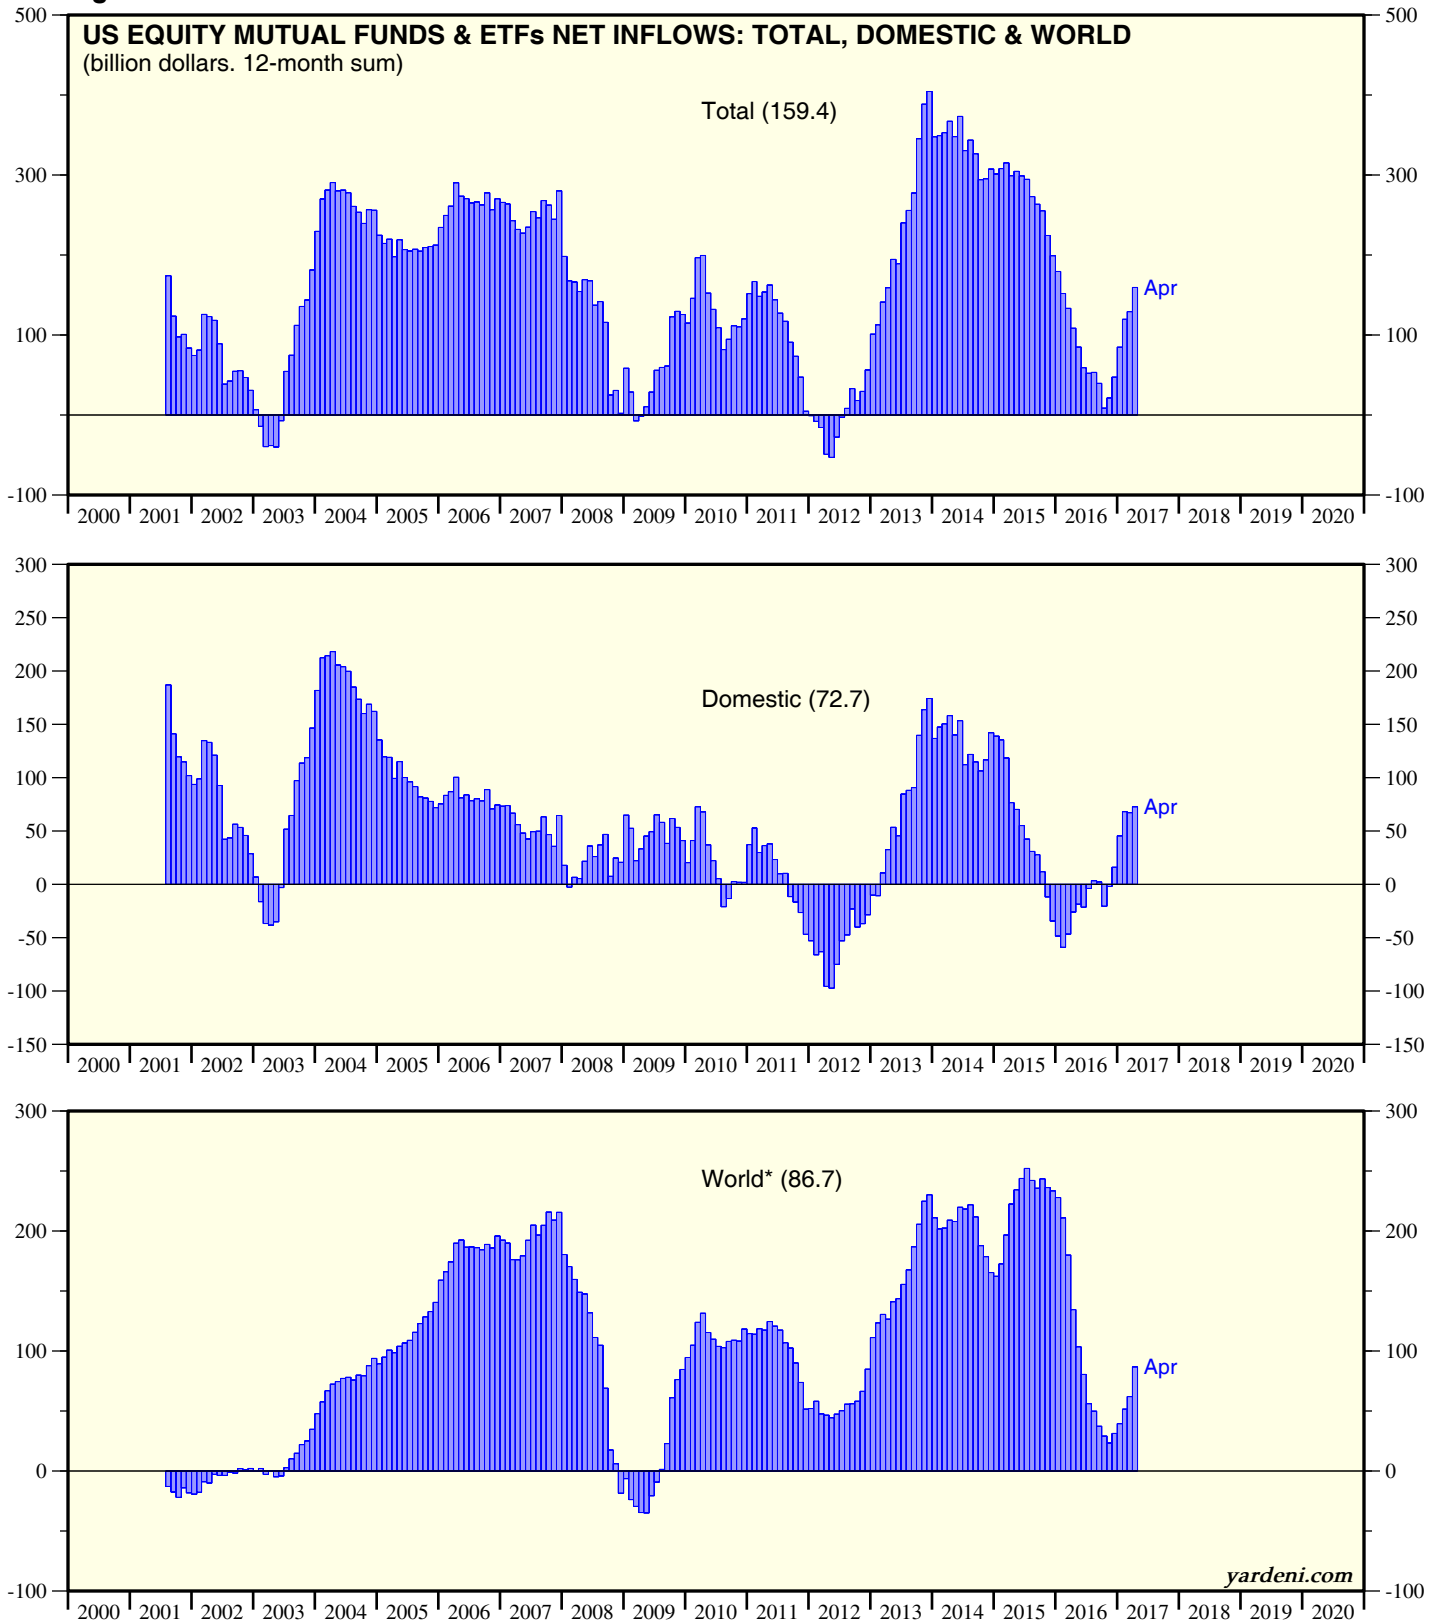 500 500
US EQUITY MUTUAL FUNDS & ETFs NET INFLOWS: TOTAL, DOMESTIC & WORLD
(billion dollars. 12-month sum)
Total (159.4)
300 300
Apr
100 100
-100 -100
2000 2001 2002 2003 2004 2005 2006 2007 2008 2009 2010 2011 2012 2013 2014 2015 2016 2017 2018 2019 2020
300 300
250 250
200 200
Domestic (72.7)
150 150
100 100
Apr
50 50
0 0
-50 -50
-100 -100
-150 -150
2000 2001 2002 2003 2004 2005 2006 2007 2008 2009 2010 2011 2012 2013 2014 2015 2016 2017 2018 2019 2020
300 300
World* (86.7)
200 200
Apr
100 100
0 0
yardeni.com
-100 -100
2000 2001 2002 2003 2004 2005 2006 2007 2008 2009 2010 2011 2012 2013 2014 2015 2016 2017 2018 2019 2020